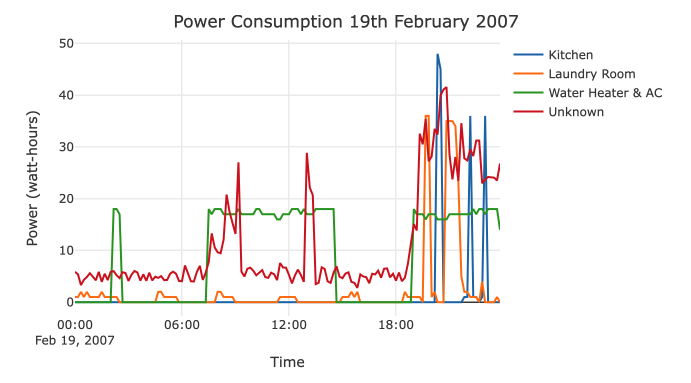 Power Consumption 19th February 2007
Kitchen
Laundry Room
Water Heater & AC
Unknown
Power (watt-hours)
50
40
30
20
10
0
00:00 06:00 12:00 18:00
Feb 19, 2007
Time